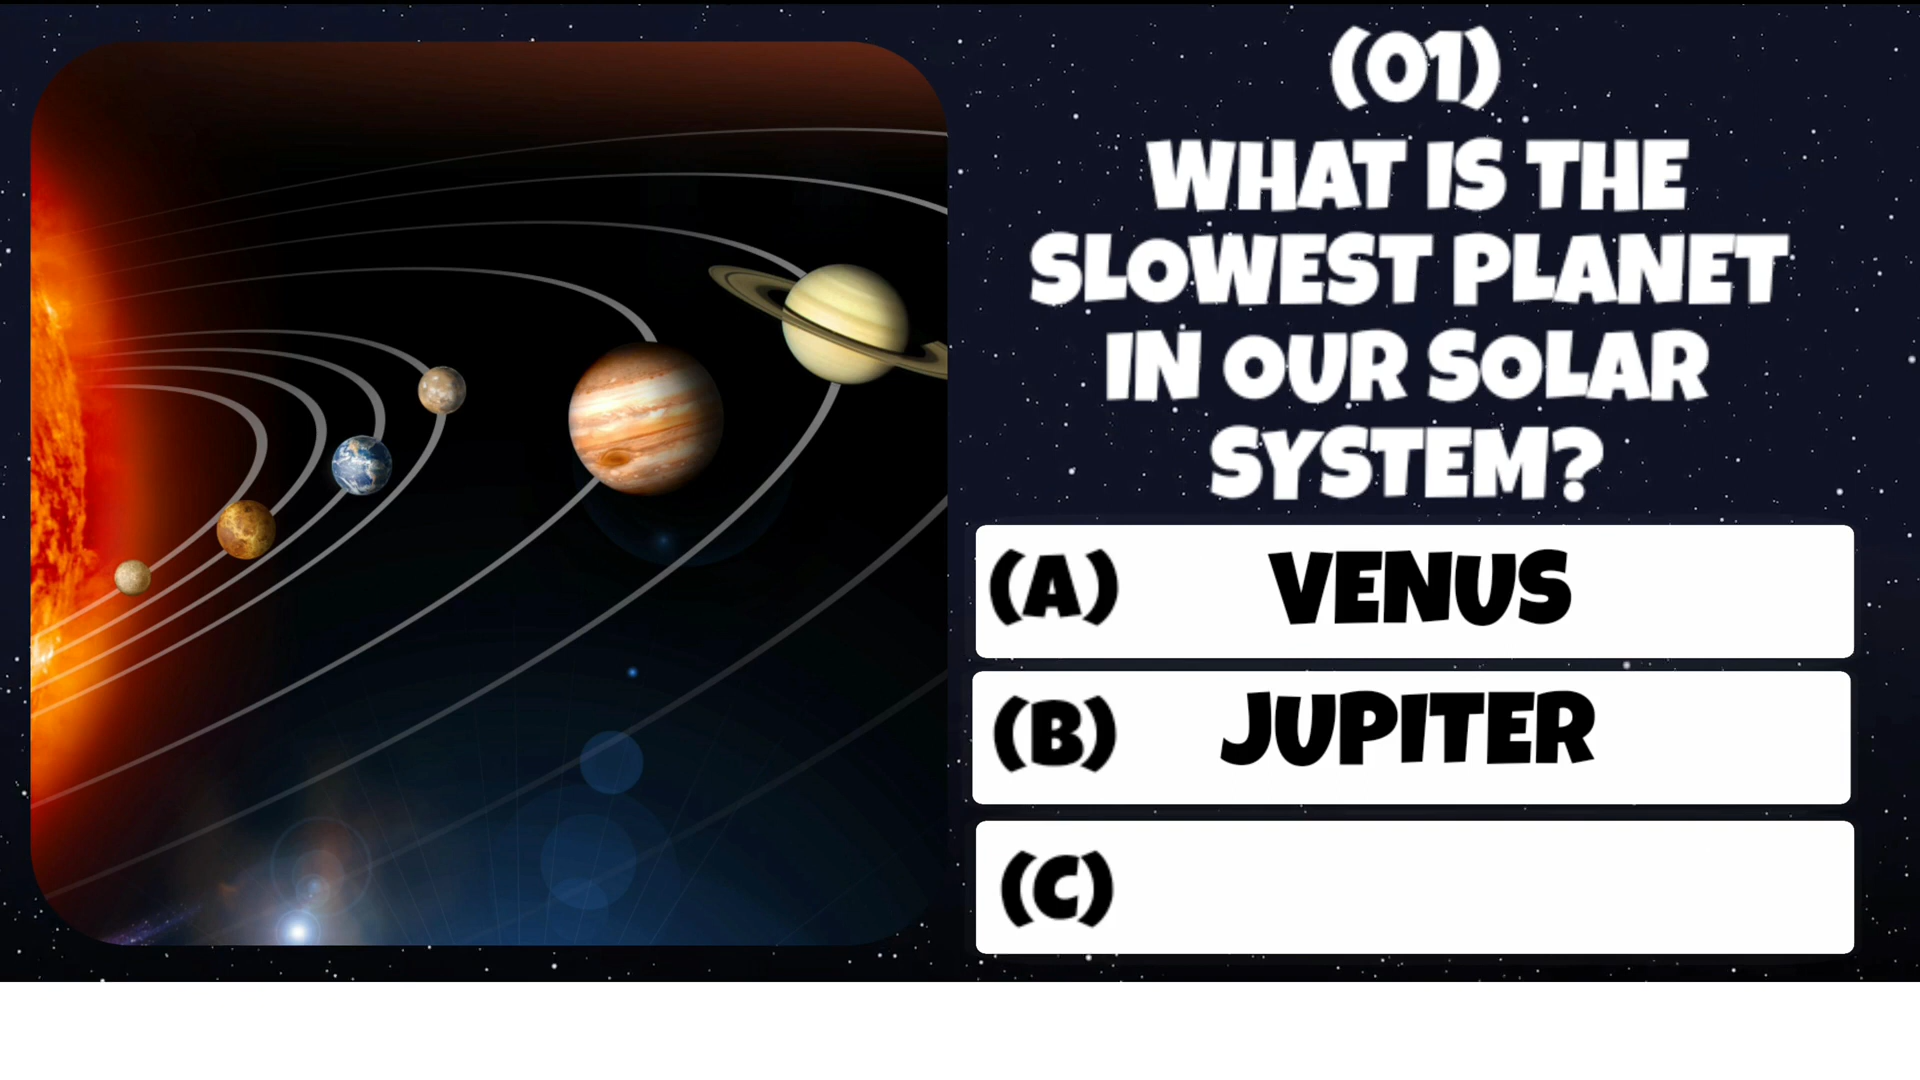 (01)
WHAT IS THE
SLOWEST PLANET
IN OUR SOLAR
SYSTEM?
(A) VENUS
(B) JUPITER
(C)